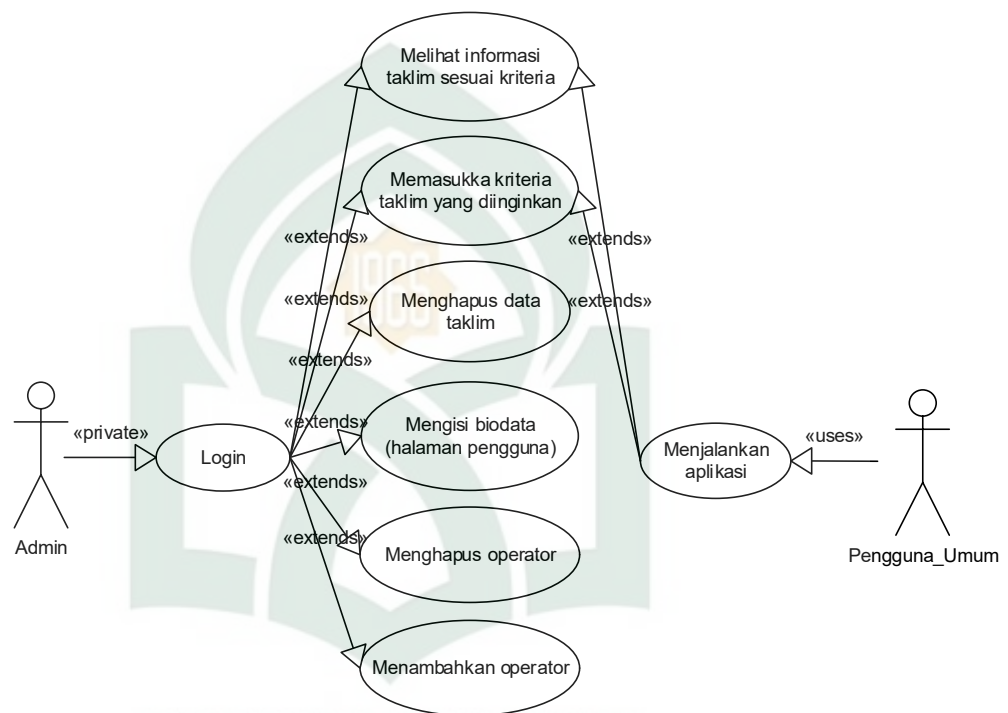 Melihat informasi
taklim sesuai kriteria
Memasukka kriteria
taklim yang diinginkan
«extends»
«extends»
1965
«extends»
Menghapus data
taklim
«extends»
«extends»
Admin
«private»
Login
«extends»
Mengisi biodata
(halaman pengguna)
Menjalankan
aplikasi
«uses»
Pengguna_Umum
«extends»
«extends»
Menghapus operator
Menambahkan operator